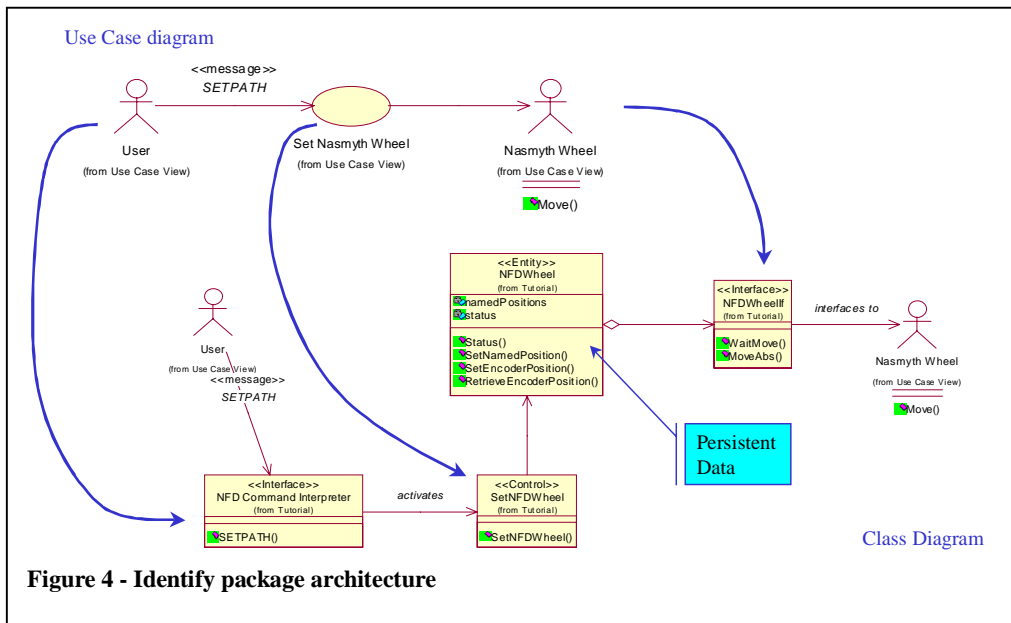 Use Case diagram
<<message>>
SETPATH
User
(from Use Case View)
Set Nasmyth Wheel
(from Use Case View)
Nasmyth Wheel
(from Use Case View)
Move()
<<Entity>>
NFDWheel
(from Tutorial)
namedPositions
status
Status()
SetNamedPosition()
SetEncoderPosition()
RetrieveEncoderPosition()
<<Interface>>
NFDWheelIf
(from Tutorial)
WaitMove()
MoveAbs()
interfaces to
Nasmyth Wheel
(from Use Case View)
Move()
User
(from Use Case View)
<<message>>
SETPATH
Persistent
Data
<<Interface>>
NFD Command Interpreter
(from Tutorial)
SETPATH()
activates
<<Control>>
SetNFDWheel
(from Tutorial)
SetNFDWheel()
Class Diagram
Figure 4 - Identify package architecture